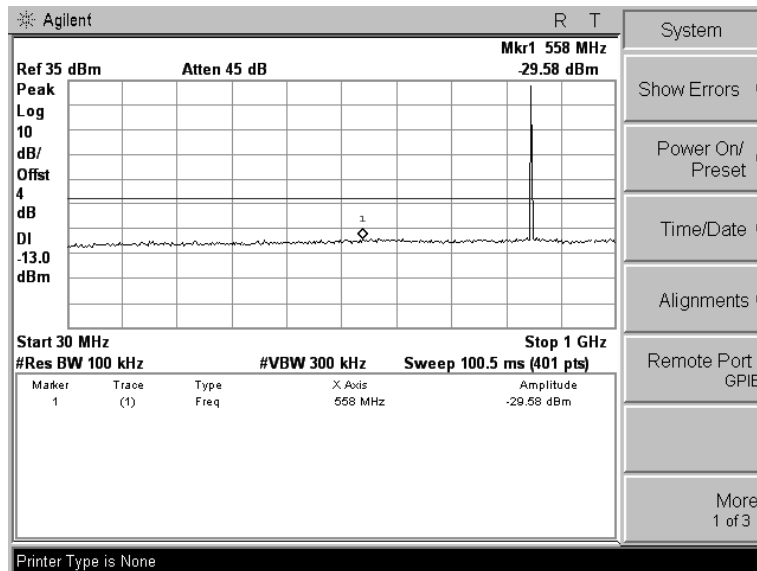 Agilent R T
Mkr1 558 MHz
Ref 35 dBm Atten 45 dB -29.58 dBm
Peak
Log
10
dB/
Offst
4
dB
DI
-13.0
dBm
1
Start 30 MHz Stop 1 GHz
#Res BW 100 kHz #VBW 300 kHz Sweep 100.5 ms (401 pts)
Marker Trace Type X Axis Amplitude
1 (1) Freq 558 MHz -29.58 dBm
Printer Type is None
System
Show Errors
Power On/
Preset
Time/Date
Alignments
Remote Port
GPIB
More
1 of 3